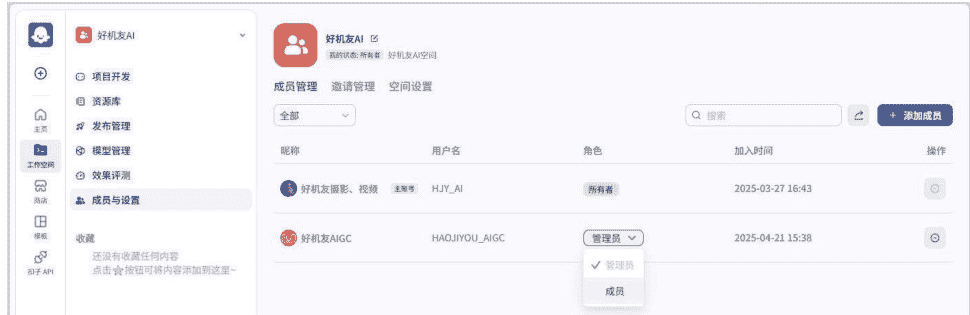 好机友AI
主页
工作空间
商店
模板
扣子 API
项目开发
资源库
发布管理
模型管理
效果评测
成员与设置
收藏
还没有收藏任何内容
点击☆按钮可将内容添加到这里~
好机友AI
我的状态: 所有者 好机友AI空间
成员管理 邀请管理 空间设置
全部 搜索 + 添加成员
昵称 用户名 角色 加入时间 操作
好机友摄影、视频 主账号 HJY_AI 所有者 2025-03-27 16:43
好机友AIGC HAOJIYOU_AIGC 管理员 2025-04-21 15:38
管理员
成员